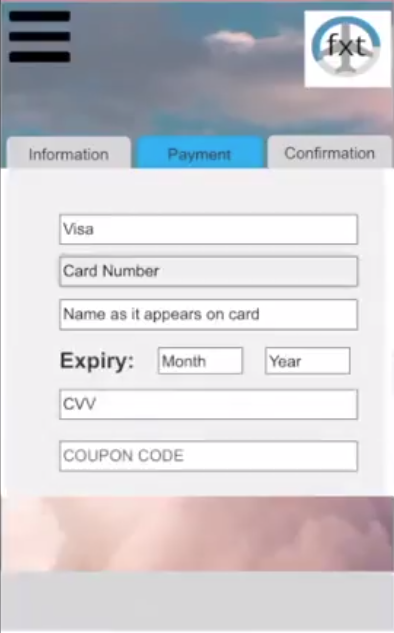 fxt
Information Payment Confirmation
Visa
Card Number
Name as it appears on card
Expiry: Month Year
CVV
COUPON CODE